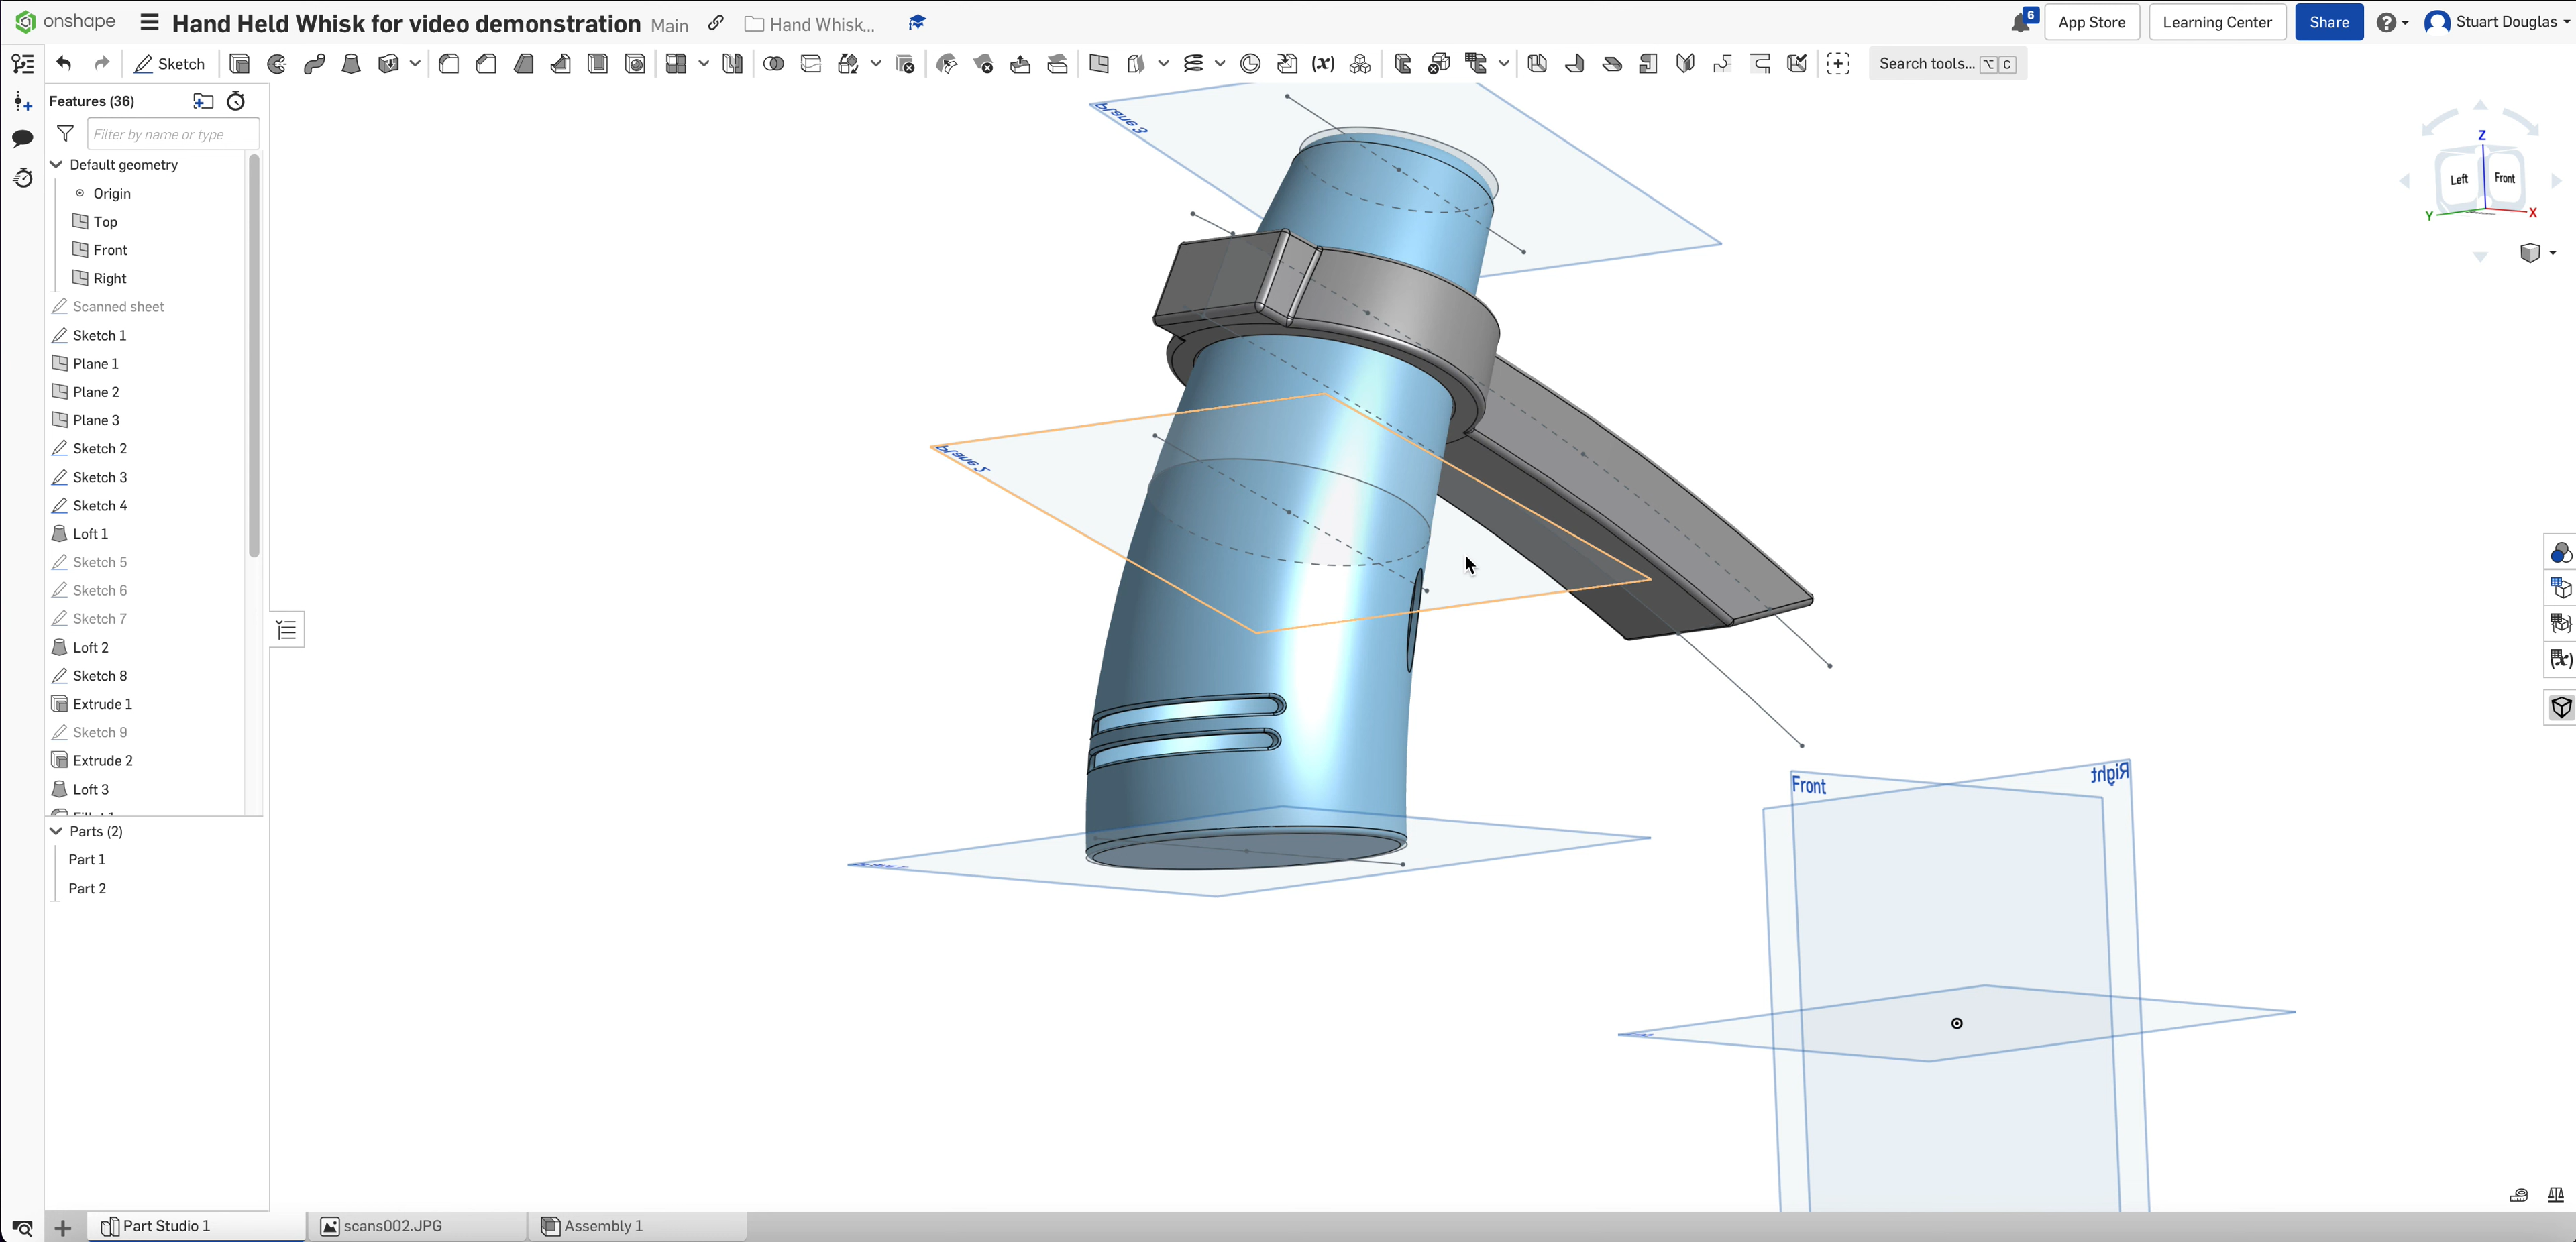 onshape Hand Held Whisk for video demonstration Main Hand Whisk... 6 App Store Learning Center Share Stuart Douglas
Sketch Search tools... ⌥ C
Features (36)
Filter by name or type
Default geometry
Origin
Top
Front
Right
Scanned sheet
Sketch 1
Plane 1
Plane 2
Plane 3
Sketch 2
Sketch 3
Sketch 4
Loft 1
Sketch 5
Sketch 6
Sketch 7
Loft 2
Sketch 8
Extrude 1
Sketch 9
Extrude 2
Loft 3
Fillet 1
Parts (2)
Part 1
Part 2
Plane 3
Plane 2
Front
Right
Z
Left
Front
Y
X
Part Studio 1
scans002.JPG
Assembly 1